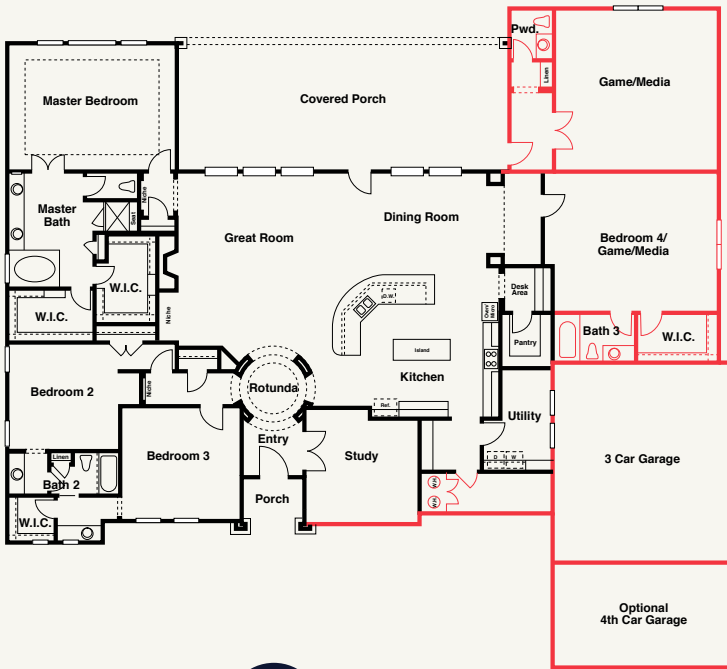 Pwd.
Linen
Game/Media
Master Bedroom
Covered Porch
Niche
Seat
Master
Bath
Great Room
Dining Room
Bedroom 4/
Game/Media
W.I.C.
W.I.C.
Niche
D.W.
Desk
Area
Oven/
Micro
Pantry
Bath 3
W.I.C.
Island
Kitchen
Bedroom 2
Niche
Rotunda
Ref.
Utility
Entry
Linen
Bath 2
Bedroom 3
Study
D
W
3 Car Garage
W.H.
W.H.
Porch
W.I.C.
Optional
4th Car Garage